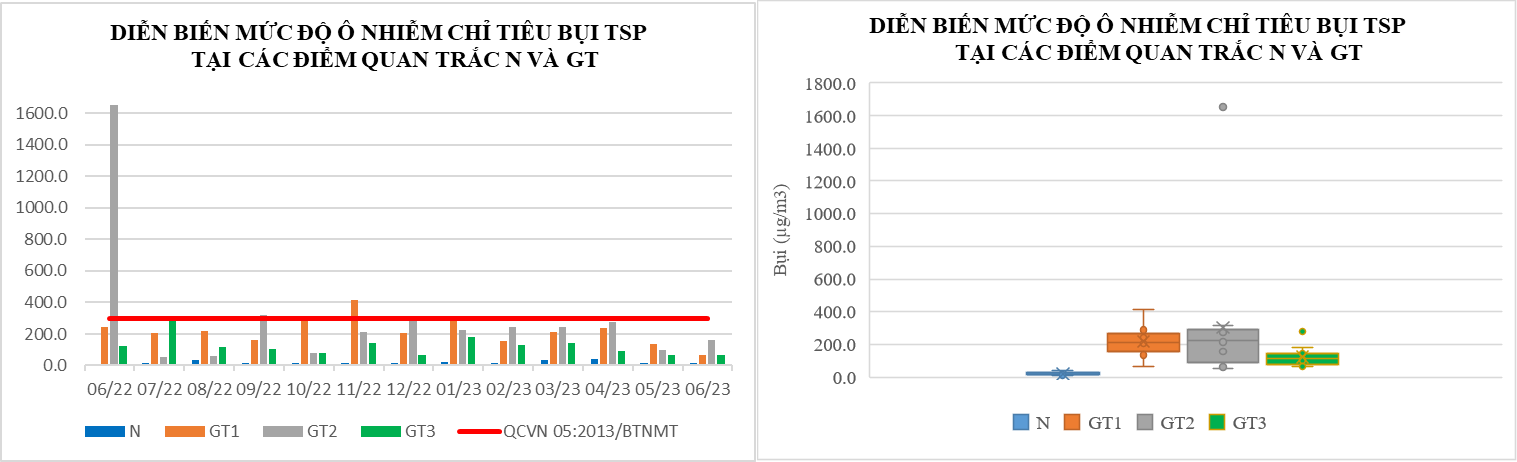 DIỄN BIẾN MỨC ĐỘ Ô NHIỄM CHỈ TIÊU BỤI TSP
TẠI CÁC ĐIỂM QUAN TRẮC N VÀ GT
1600.0
1400.0
1200.0
1000.0
800.0
600.0
400.0
200.0
0.0
06/22 07/22 08/22 09/22 10/22 11/22 12/22 01/23 02/23 03/23 04/23 05/23 06/23
N GT1 GT2 GT3 QCVN 05:2013/BTNMT
DIỄN BIẾN MỨC ĐỘ Ô NHIỄM CHỈ TIÊU BỤI TSP
TẠI CÁC ĐIỂM QUAN TRẮC N VÀ GT
Bụi (µg/m3)
1800.0
1600.0
1400.0
1200.0
1000.0
800.0
600.0
400.0
200.0
0.0
N GT1 GT2 GT3